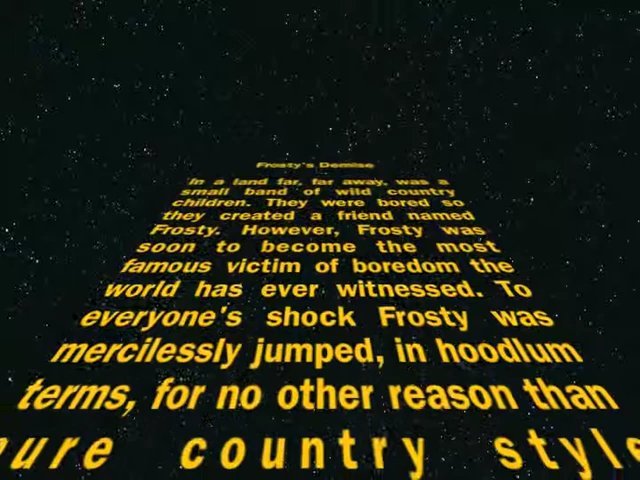 Frosty's Demise
In a land far, far away, was a
small band of wild country
children. They were bored so
they created a friend named
Frosty. However, Frosty was
soon to become the most
famous victim of boredom the
world has ever witnessed. To
everyone's shock Frosty was
mercilessly jumped, in hoodlum
terms, for no other reason than
country